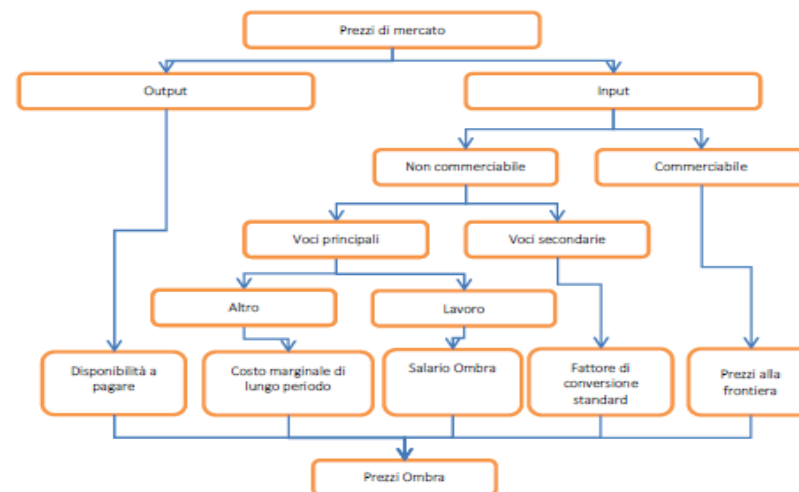 Prezzi di mercato
Output
Input
Non commerciabile
Commerciabile
Voci principali
Voci secondarie
Altro
Lavoro
Disponibilità a
pagare
Costo marginale di
lungo periodo
Salario Ombra
Fattore di
conversione
standard
Prezzi alla
frontiera
Prezzi Ombra